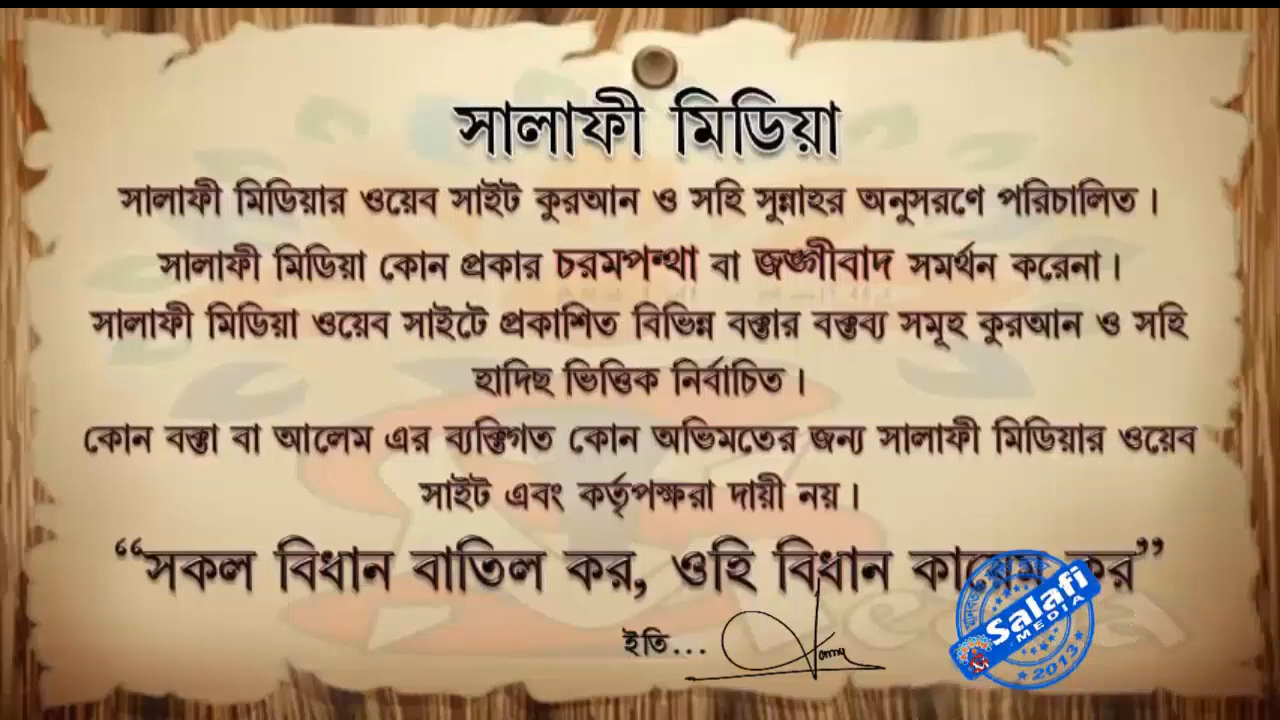 সালাফী মিডিয়া
সালাফী মিডিয়ার ওয়েব সাইট কুরআন ও সহি সুন্নাহর অনুসরণে পরিচালিত।
সালাফী মিডিয়া কোন প্রকার চরমপন্থা বা জঙ্গীবাদ সমর্থন করেনা।
সালাফী মিডিয়া ওয়েব সাইটে প্রকাশিত বিভিন্ন বক্তার বক্তব্য সমূহ কুরআন ও সহি
হাদিছ ভিত্তিক নির্বাচিত।
কোন বক্তা বা আলেম এর ব্যক্তিগত কোন অভিমতের জন্য সালাফী মিডিয়ার ওয়েব
সাইট এবং কর্তৃপক্ষরা দায়ী নয়।
“সকল বিধান বাতিল কর, ওহি বিধান কায়েম কর”
ইতি...
Salafi
MEDIA
2013